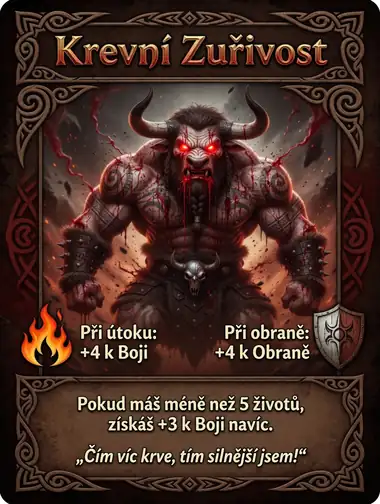 Krevní Zuřivost
Při útoku:
+4 k Boji
Při obraně:
+4 k Obraně
Pokud máš méně než 5 životů,
získáš +3 k Boji navíc.
„Čím víc krve, tím silnější jsem!“